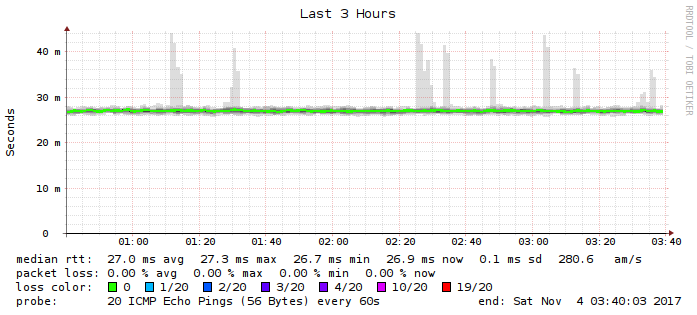 Last 3 Hours
RRDTOOL / TOBI OETIKER
Seconds
40 m
30 m
20 m
10 m
0
01:00 01:20 01:40 02:00 02:20 02:40 03:00 03:20 03:40
median rtt: 27.0 ms avg 27.3 ms max 26.7 ms min 26.9 ms now 0.1 ms sd 280.6 am/s
packet loss: 0.00 % avg 0.00 % max 0.00 % min 0.00 % now
loss color: 0 1/20 2/20 3/20 4/20 10/20 19/20
probe: 20 ICMP Echo Pings (56 Bytes) every 60s end: Sat Nov 4 03:40:03 2017